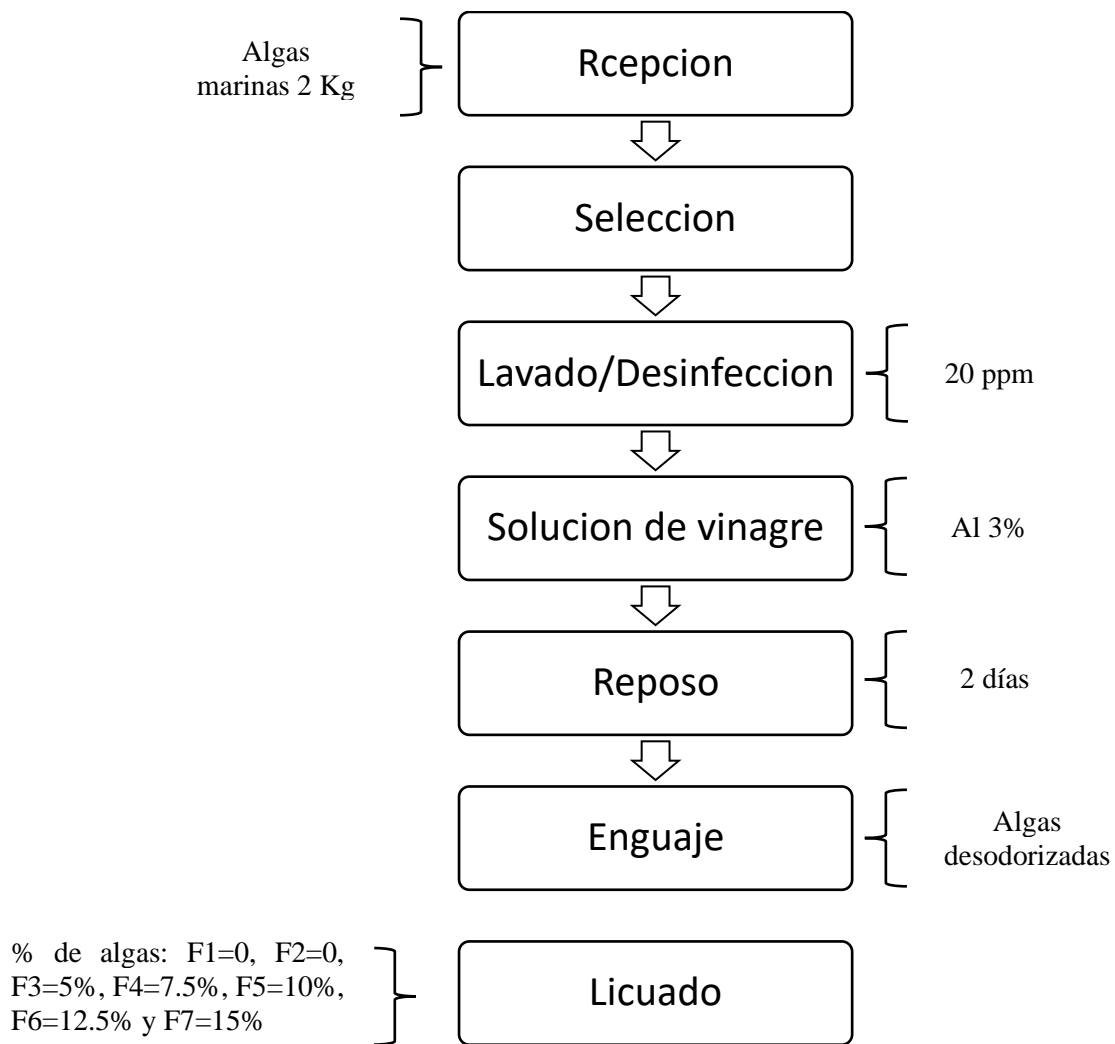 Algas
marinas 2 Kg
Rcepcion
Seleccion
Lavado/Desinfeccion
20 ppm
Solucion de vinagre
Al 3%
Reposo
2 días
Enguaje
Algas
desodorizadas
% de algas: F1=0, F2=0,
F3=5%, F4=7.5%, F5=10%,
F6=12.5% y F7=15%
Licuado